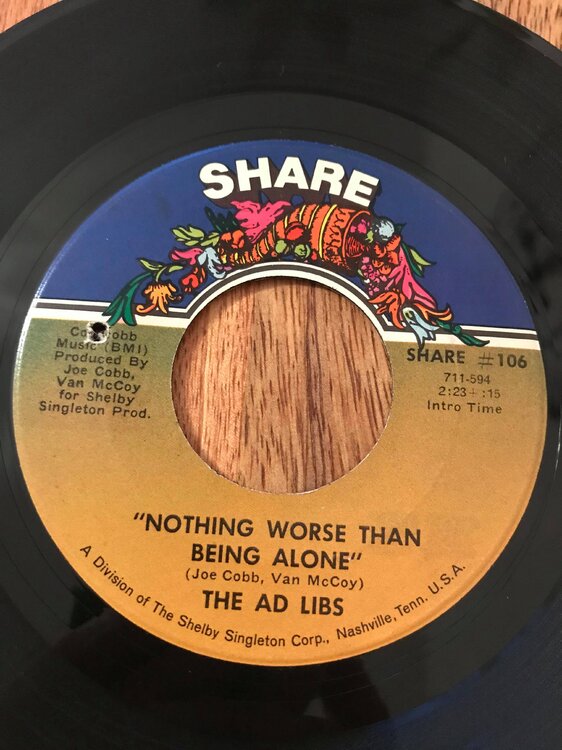 SHARE
SHARE #106
711-594
2:23+:15
Intro Time
Music (BMI)
Produced By
Joe Cobb,
Van McCoy
for Shelby
Singleton Prod.
"NOTHING WORSE THAN
BEING ALONE"
(Joe Cobb, Van McCoy)
THE AD LIBS
A Division of The Shelby Singleton Corp., Nashville, Tenn. U.S.A.